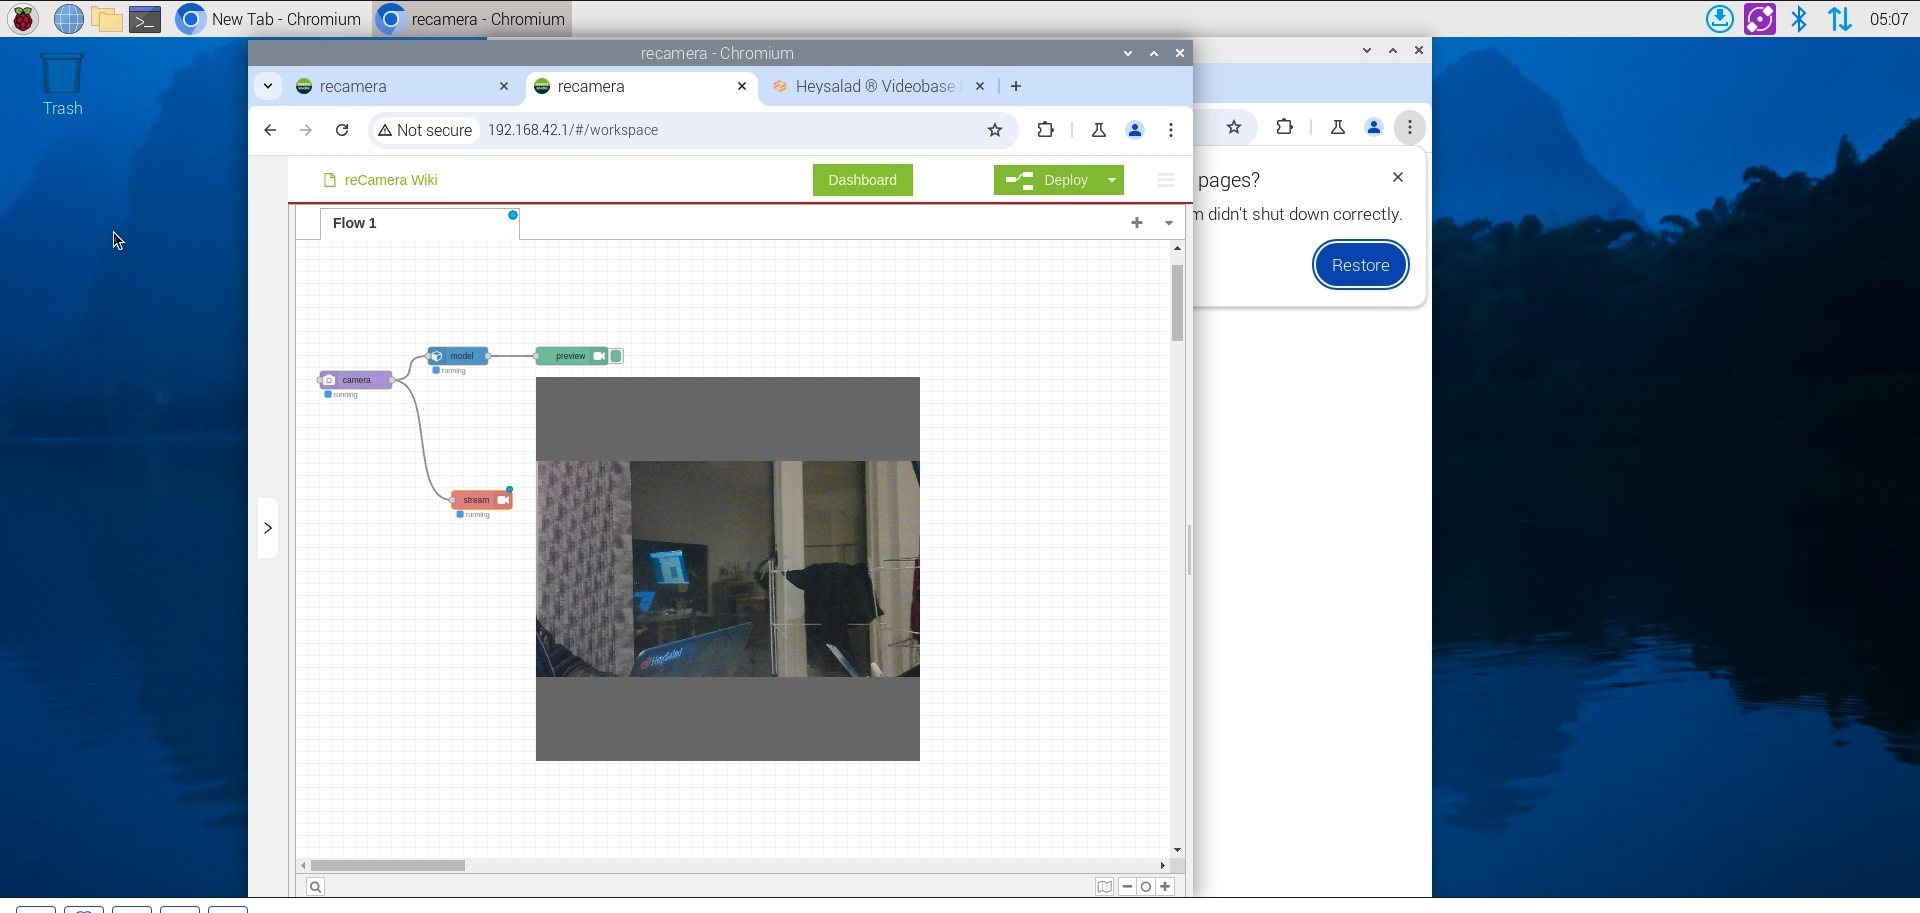 New Tab - Chromium
recamera - Chromium
05:07
Trash
recamera - Chromium
recamera
recamera
Heysalad ® Videobase
Not secure
192.168.42.1/#/workspace
pages?
m didn't shut down correctly.
Restore
reCamera Wiki
Dashboard
Deploy
Flow 1
model
running
preview
camera
running
stream
running
HeySalad